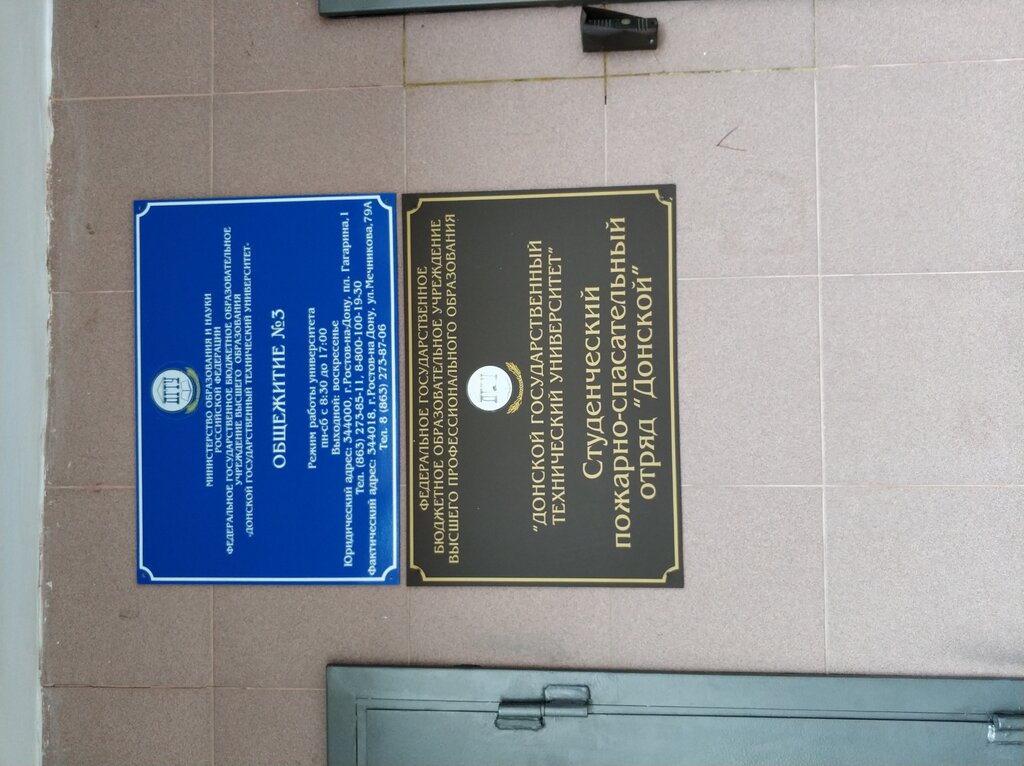 ДГТУ
МИНИСТЕРСТВО ОБРАЗОВАНИЯ И НАУКИ
РОССИЙСКОЙ ФЕДЕРАЦИИ
ФЕДЕРАЛЬНОЕ ГОСУДАРСТВЕННОЕ БЮДЖЕТНОЕ ОБРАЗОВАТЕЛЬНОЕ
УЧРЕЖДЕНИЕ ВЫСШЕГО ОБРАЗОВАНИЯ
«ДОНСКОЙ ГОСУДАРСТВЕННЫЙ ТЕХНИЧЕСКИЙ УНИВЕРСИТЕТ»
ОБЩЕЖИТИЕ №3
Режим работы университета
пн-сб с 8:30 до 17:00
Выходной: воскресенье
Юридический адрес: 344000, г.Ростов-на-Дону, пл. Гагарина,1
Тел. (863) 273-85-11, 8-800-100-19-30
Фактический адрес: 344018, г.Ростов-на Дону, ул.Мечникова,79А
Тел. 8 (863) 273-87-06
ФЕДЕРАЛЬНОЕ ГОСУДАРСТВЕННОЕ
БЮДЖЕТНОЕ ОБРАЗОВАТЕЛЬНОЕ УЧРЕЖДЕНИЕ
ВЫСШЕГО ПРОФЕССИОНАЛЬНОГО ОБРАЗОВАНИЯ
"ДОНСКОЙ ГОСУДАРСТВЕННЫЙ
ТЕХНИЧЕСКИЙ УНИВЕРСИТЕТ"
Студенческий
пожарно-спасательный
отряд "Донской"